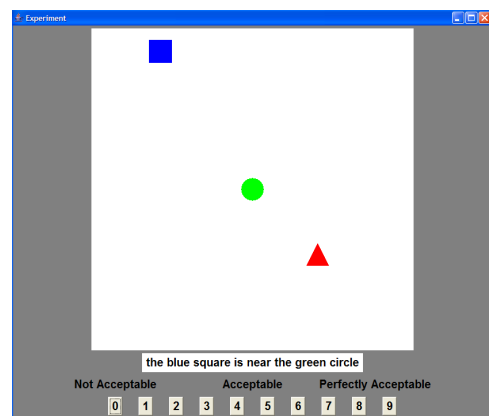 Experiment
the blue square is near the green circle
Not Acceptable Acceptable Perfectly Acceptable
0 1 2 3 4 5 6 7 8 9